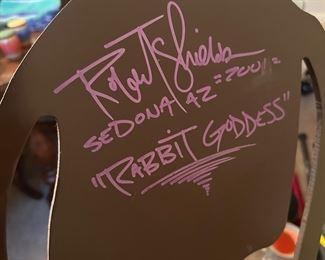 Robert Shields
SEDONA AZ =2001=
"RABBIT GODDESS"